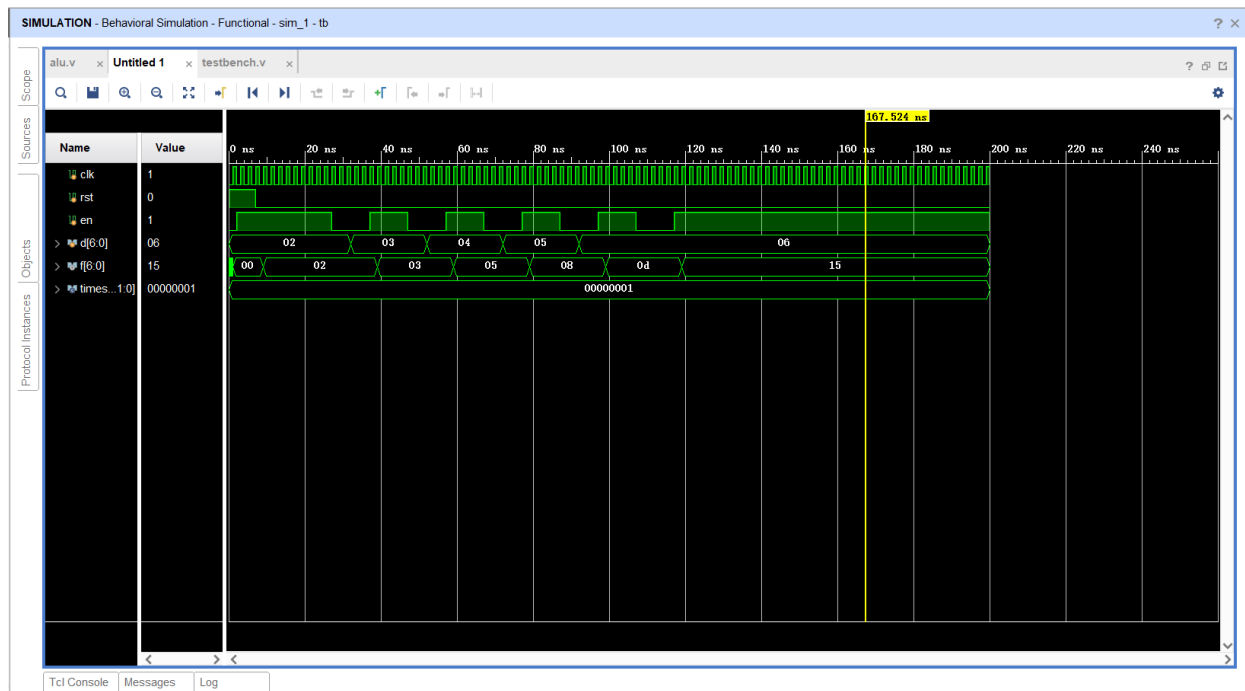 SIMULATION - Behavioral Simulation - Functional - sim_1 - tb
? ×
alu.v × Untitled 1 × testbench.v ×
?
Scope
Sources
Objects
Protocol Instances
167.524 ns
Name Value
0 ns 20 ns 40 ns 60 ns 80 ns 100 ns 120 ns 140 ns 160 ns 180 ns 200 ns 220 ns 240 ns
clk 1
rst 0
en 1
> d[6:0] 06 02 03 04 05 06
> f[6:0] 15 00 02 03 05 08 0d 15
> times...1:0] 00000001 00000001
Tcl Console Messages Log